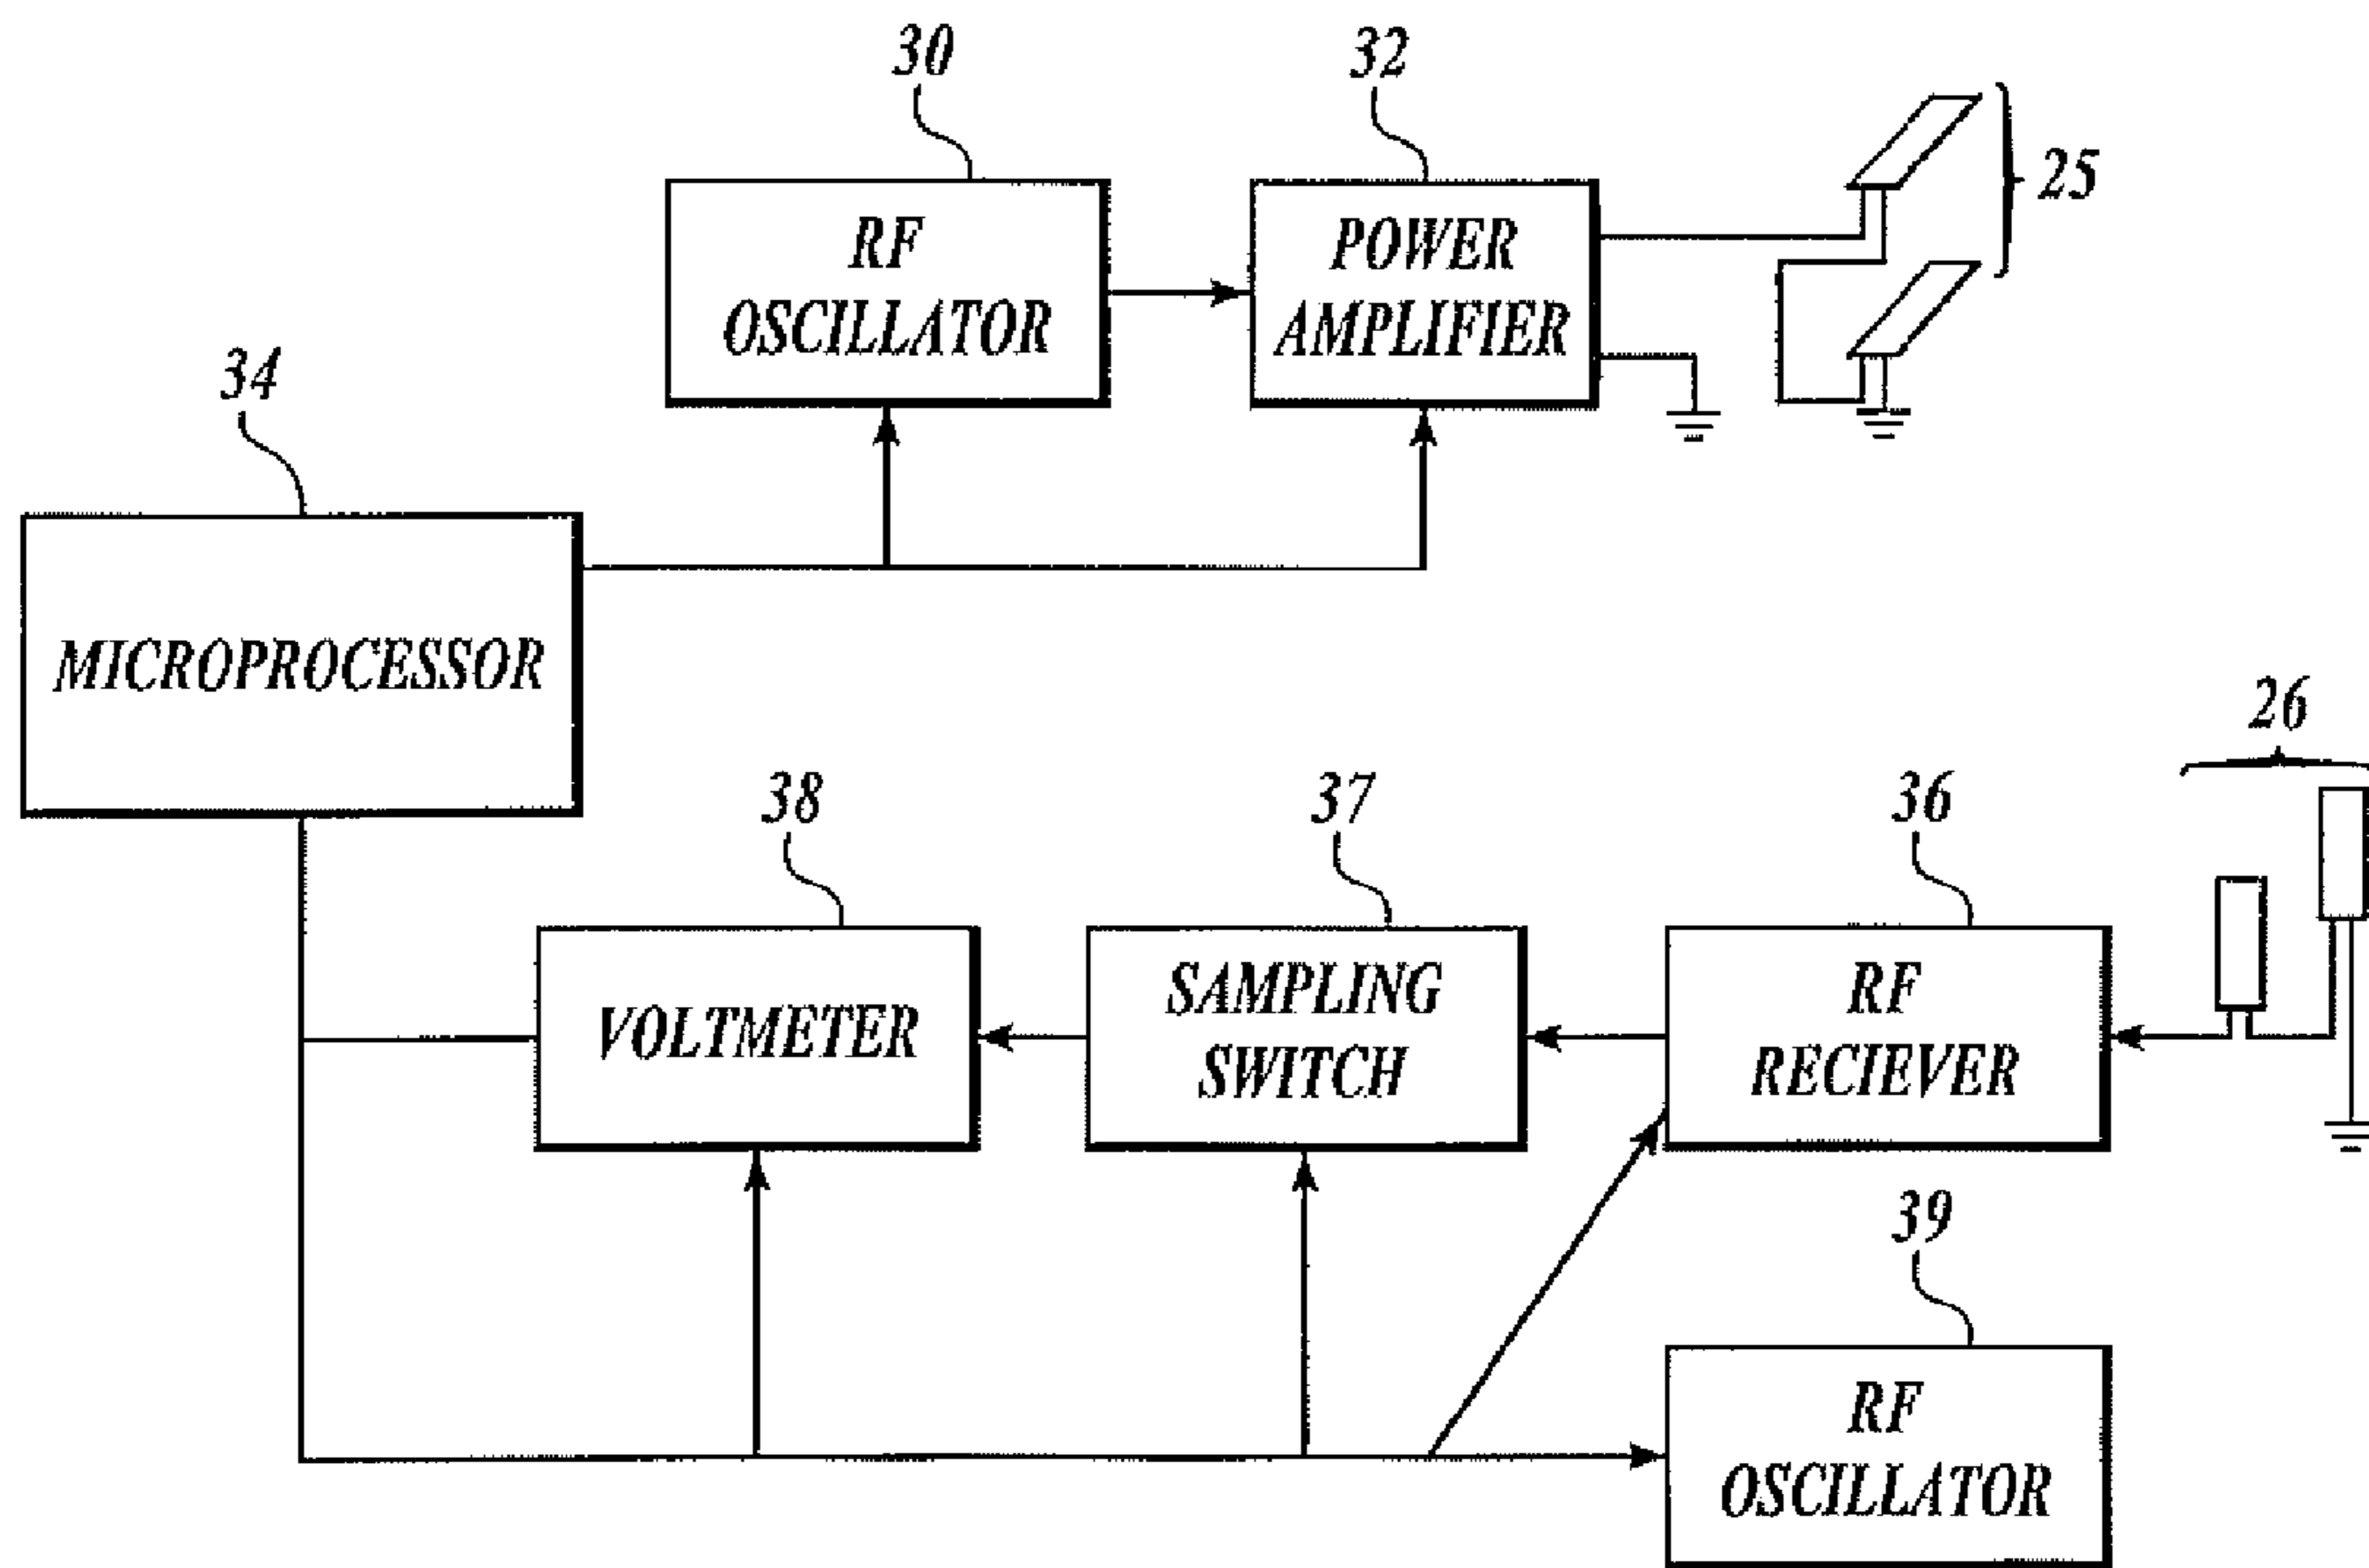 30
32
25
RF
OSCILLATOR
POWER
AMPLIFIER
34
MICROPROCESSOR
26
38
37
36
VOLTMETER
SAMPLING
SWITCH
RF
RECIEVER
39
RF
OSCILLATOR